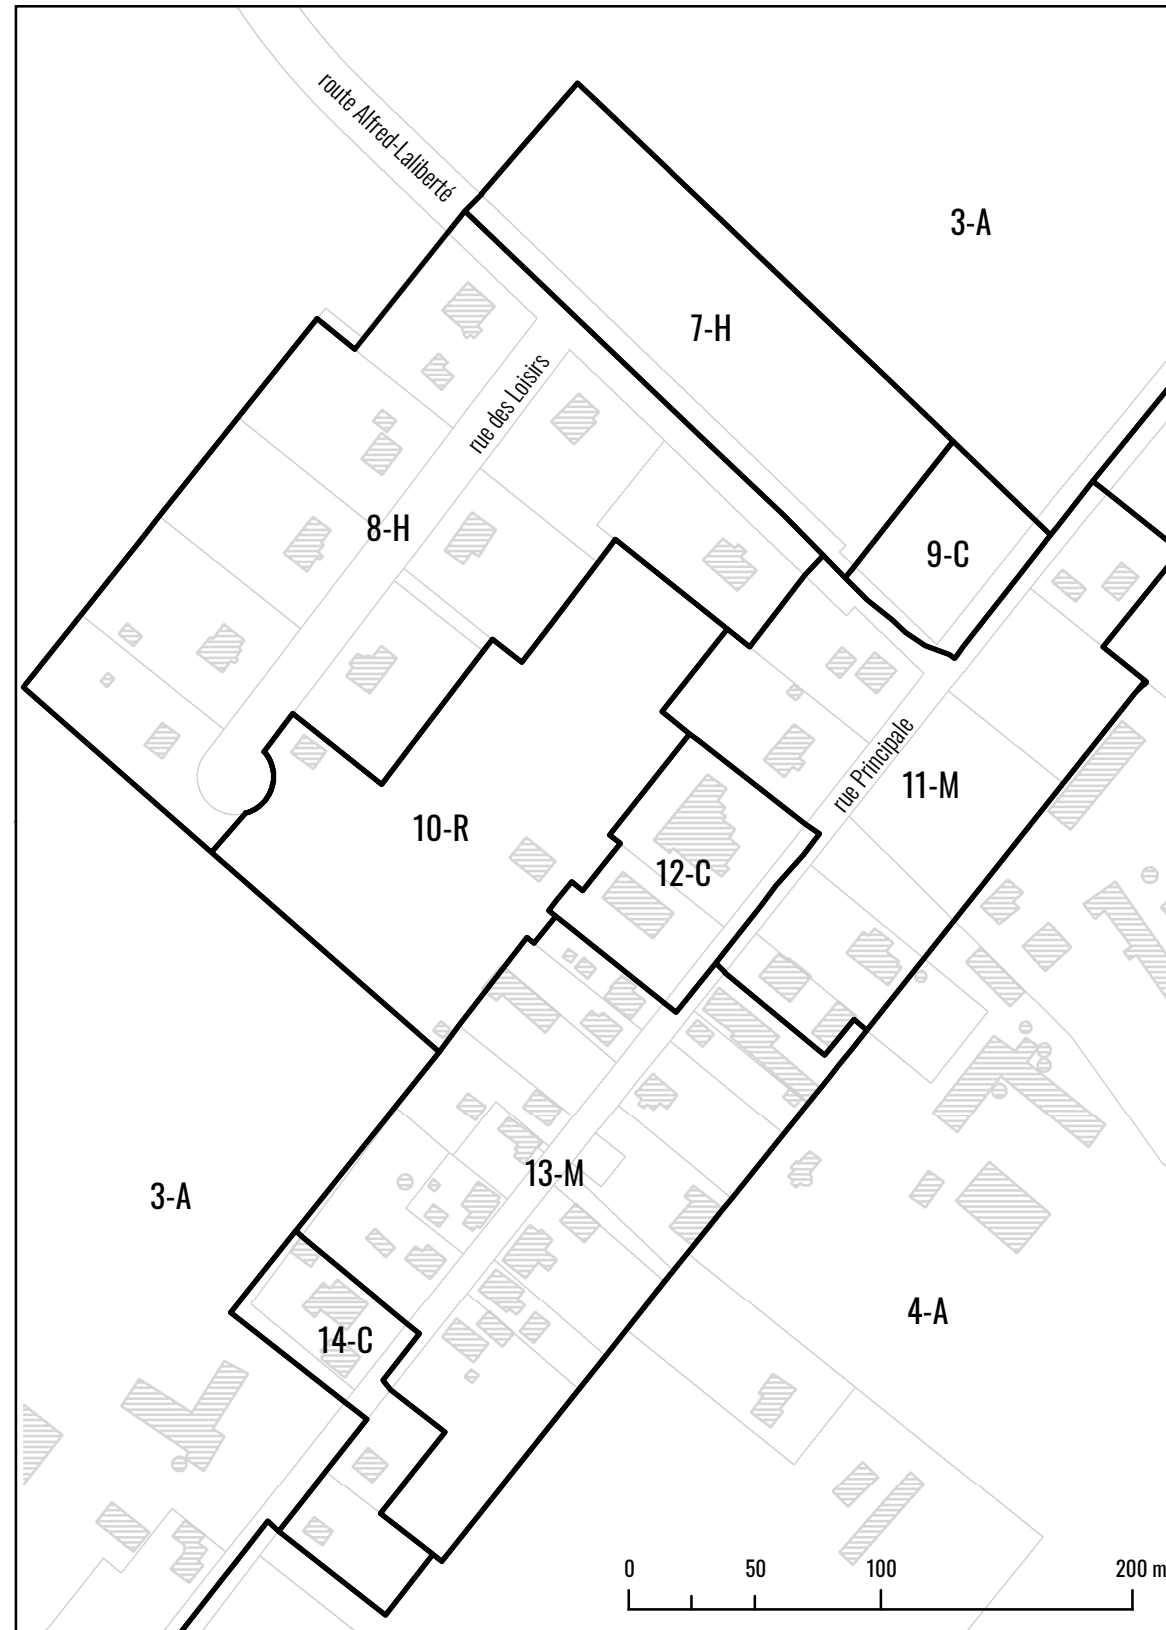 route Alfred-Laliberté
3-A
7-H
rue des Loisirs
8-H
9-C
rue Principale
11-M
10-R
12-C
13-M
3-A
4-A
14-C
0 50 100 200 m